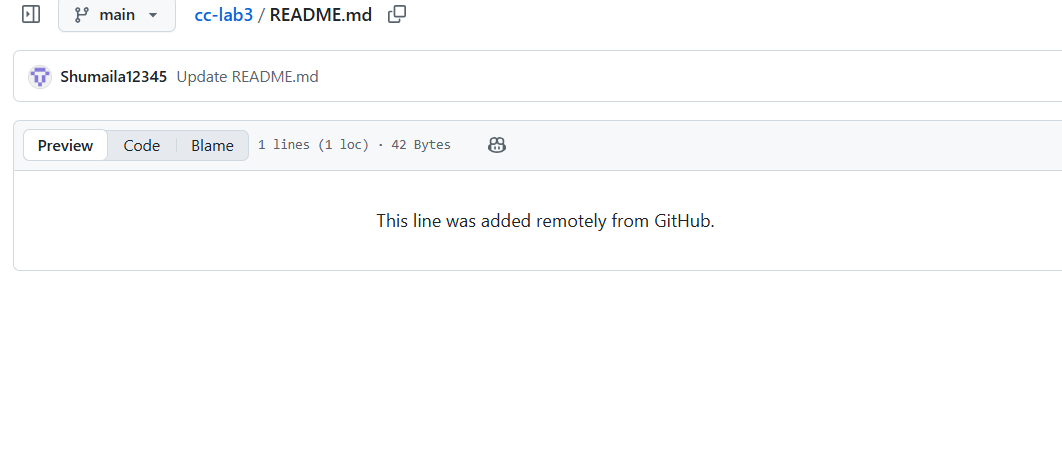 main cc-lab3 / README.md
Shumaila12345 Update README.md
Preview Code Blame 1 lines (1 loc) · 42 Bytes
This line was added remotely from GitHub.